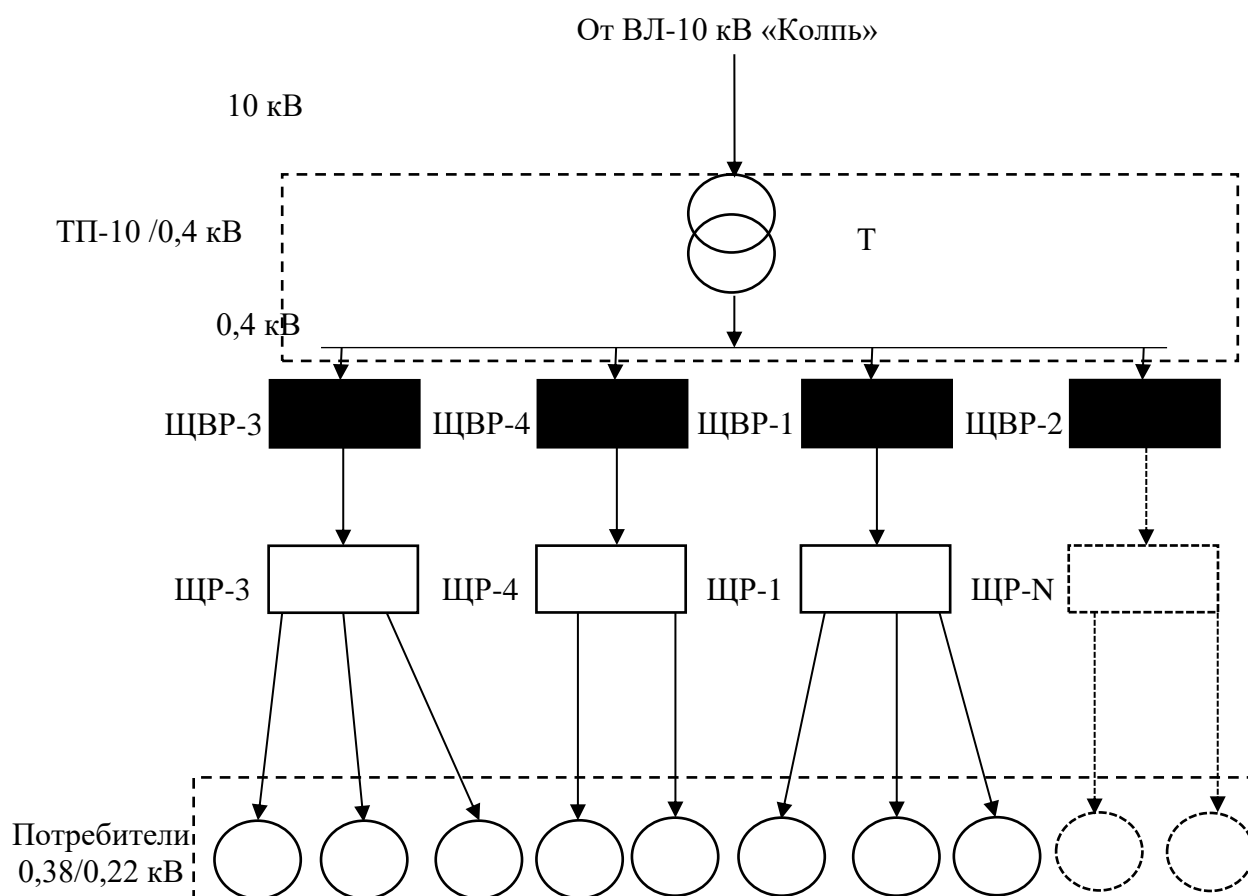 От ВЛ-10 кВ «Колпь»
10 кВ
ТП-10 /0,4 кВ
Т
0,4 кВ
ЩВР-3
ЩВР-4
ЩВР-1
ЩВР-2
ЩР-3
ЩР-4
ЩР-1
ЩР-N
Потребители
0,38/0,22 кВ